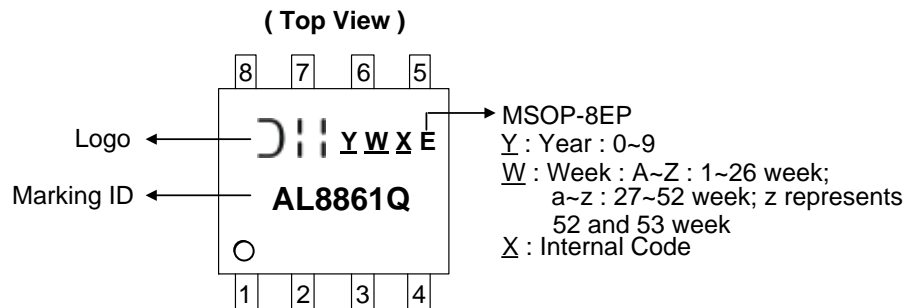 ( Top View )
8 7 6 5
Logo
Y W X E
MSOP-8EP
Y : Year : 0~9
W : Week : A~Z : 1~26 week;
a~z : 27~52 week; z represents
52 and 53 week
X : Internal Code
Marking ID
AL8861Q
1 2 3 4